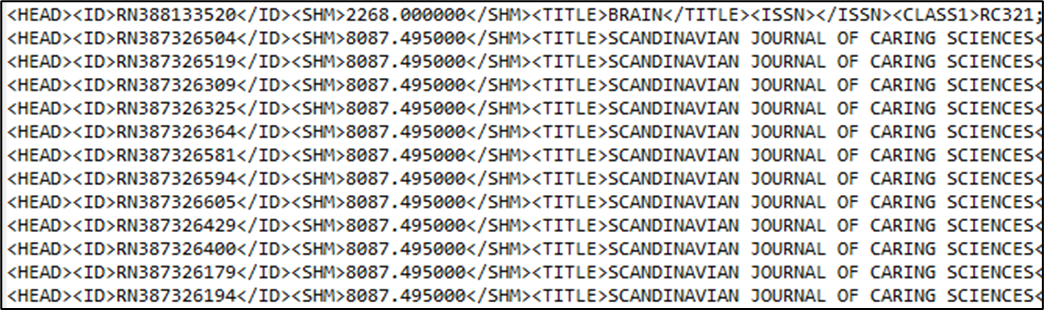 <HEAD><ID>RN388133520</ID><SHM>2268.000000</SHM><TITLE>BRAIN</TITLE><ISSN></ISSN><CLASS1>RC321;
<HEAD><ID>RN387326504</ID><SHM>8087.495000</SHM><TITLE>SCANDINAVIAN JOURNAL OF CARING SCIENCES<
<HEAD><ID>RN387326519</ID><SHM>8087.495000</SHM><TITLE>SCANDINAVIAN JOURNAL OF CARING SCIENCES<
<HEAD><ID>RN387326309</ID><SHM>8087.495000</SHM><TITLE>SCANDINAVIAN JOURNAL OF CARING SCIENCES<
<HEAD><ID>RN387326325</ID><SHM>8087.495000</SHM><TITLE>SCANDINAVIAN JOURNAL OF CARING SCIENCES<
<HEAD><ID>RN387326364</ID><SHM>8087.495000</SHM><TITLE>SCANDINAVIAN JOURNAL OF CARING SCIENCES<
<HEAD><ID>RN387326581</ID><SHM>8087.495000</SHM><TITLE>SCANDINAVIAN JOURNAL OF CARING SCIENCES<
<HEAD><ID>RN387326594</ID><SHM>8087.495000</SHM><TITLE>SCANDINAVIAN JOURNAL OF CARING SCIENCES<
<HEAD><ID>RN387326605</ID><SHM>8087.495000</SHM><TITLE>SCANDINAVIAN JOURNAL OF CARING SCIENCES<
<HEAD><ID>RN387326429</ID><SHM>8087.495000</SHM><TITLE>SCANDINAVIAN JOURNAL OF CARING SCIENCES<
<HEAD><ID>RN387326400</ID><SHM>8087.495000</SHM><TITLE>SCANDINAVIAN JOURNAL OF CARING SCIENCES<
<HEAD><ID>RN387326179</ID><SHM>8087.495000</SHM><TITLE>SCANDINAVIAN JOURNAL OF CARING SCIENCES<
<HEAD><ID>RN387326194</ID><SHM>8087.495000</SHM><TITLE>SCANDINAVIAN JOURNAL OF CARING SCIENCES<